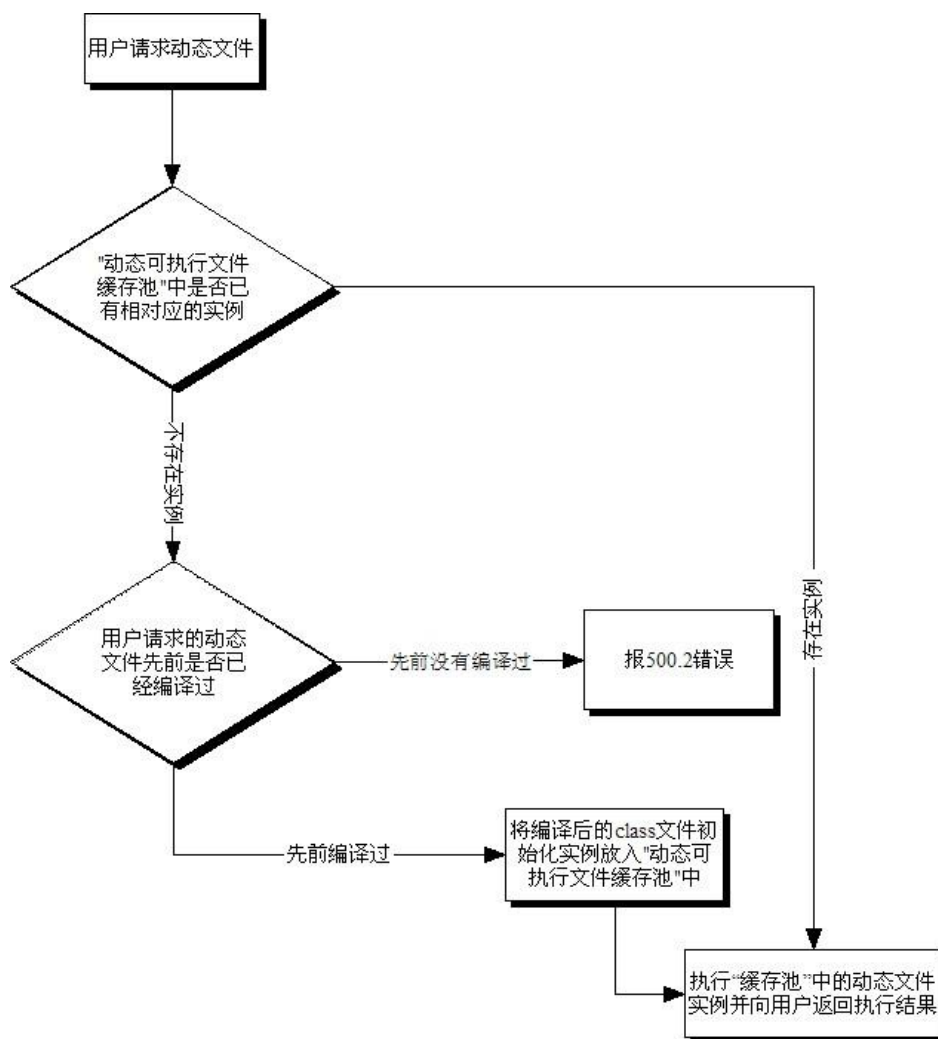 用户请求动态文件
"动态可执行文件
缓存池"中是否已
有相对应的实例
不存在实例
存在实例
用户请求的动态
文件先前是否已
经编译过
先前没有编译过
报500.2错误
先前编译过
将编译后的class文件初
始化实例放入"动态可
执行文件缓存池"中
执行“缓存池”中的动态文件
实例并向用户返回执行结果